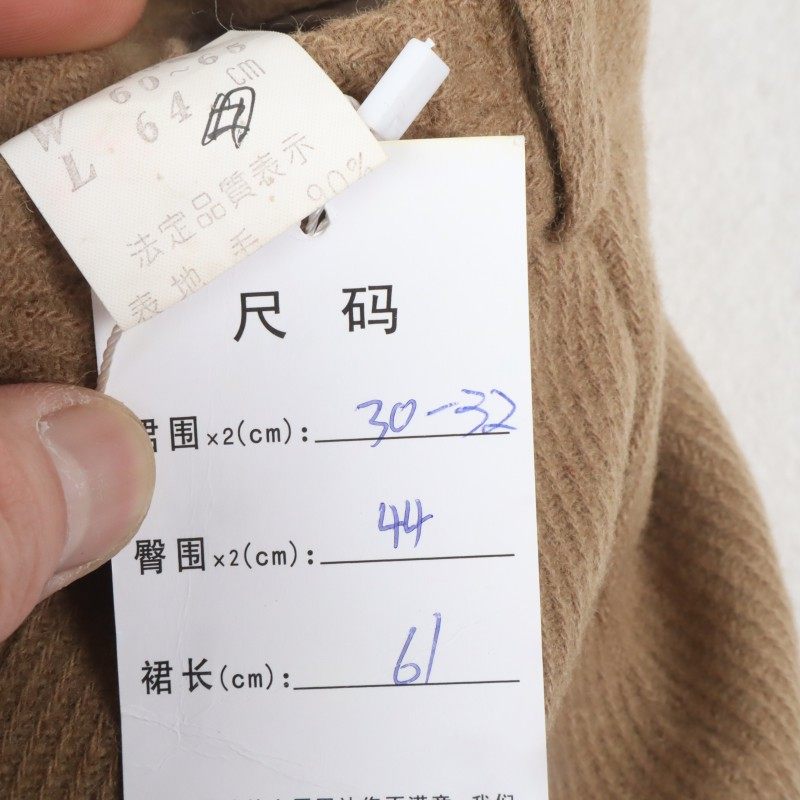 W 60~66
L 64 cm
法定品質表示
表地 毛 90%
尺 码
围×2(cm): 30-32
臀围×2(cm): 44
裙长(cm): 61